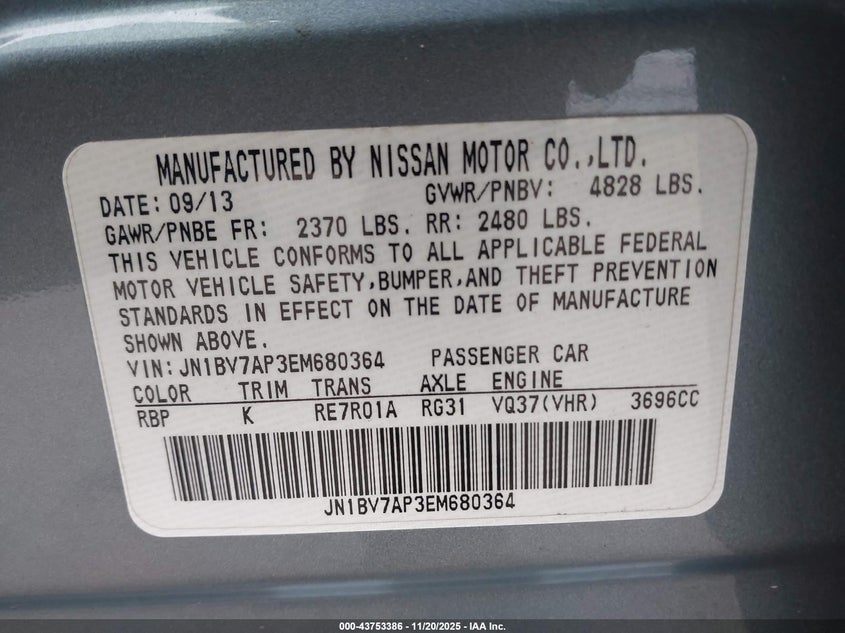 MANUFACTURED BY NISSAN MOTOR CO.,LTD.
DATE: 09/13 GVWR/PNBV: 4828 LBS.
GAWR/PNBE FR: 2370 LBS. RR: 2480 LBS.
THIS VEHICLE CONFORMS TO ALL APPLICABLE FEDERAL
MOTOR VEHICLE SAFETY,BUMPER,AND THEFT PREVENTION
STANDARDS IN EFFECT ON THE DATE OF MANUFACTURE
SHOWN ABOVE.
VIN: JN1BV7AP3EM680364 PASSENGER CAR
COLOR TRIM TRANS AXLE ENGINE
RBP K RE7R01A RG31 VQ37(VHR) 3696CC
JN1BV7AP3EM680364
000-43753386 - 11/20/2025 - IAA Inc.